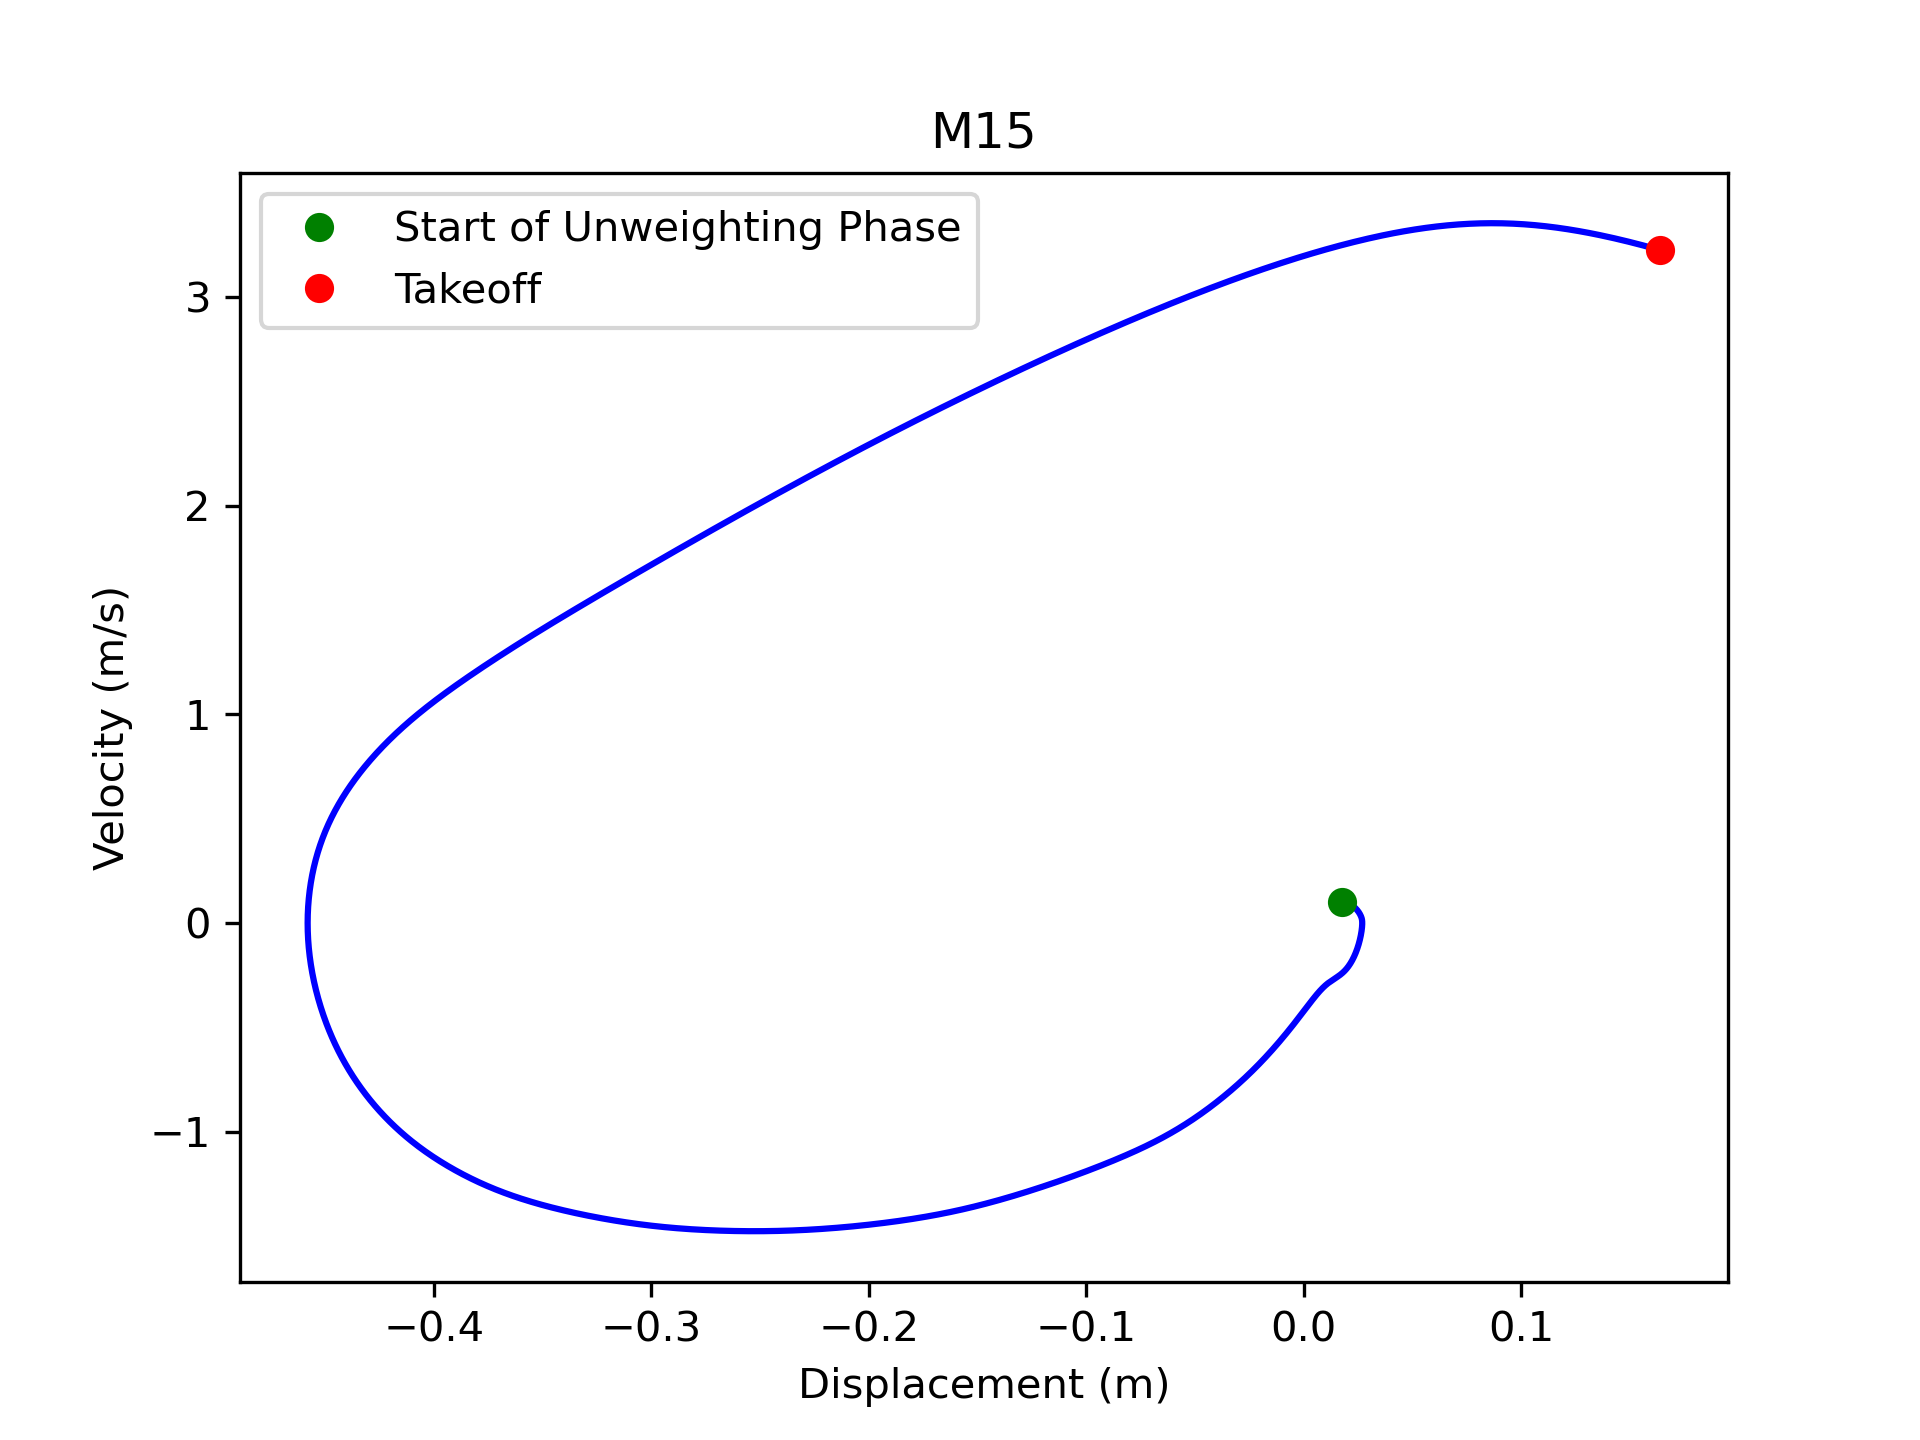 M15
Start of Unweighting Phase
Takeoff
3
2
1
0
−1
Velocity (m/s)
−0.4 −0.3 −0.2 −0.1 0.0 0.1
Displacement (m)